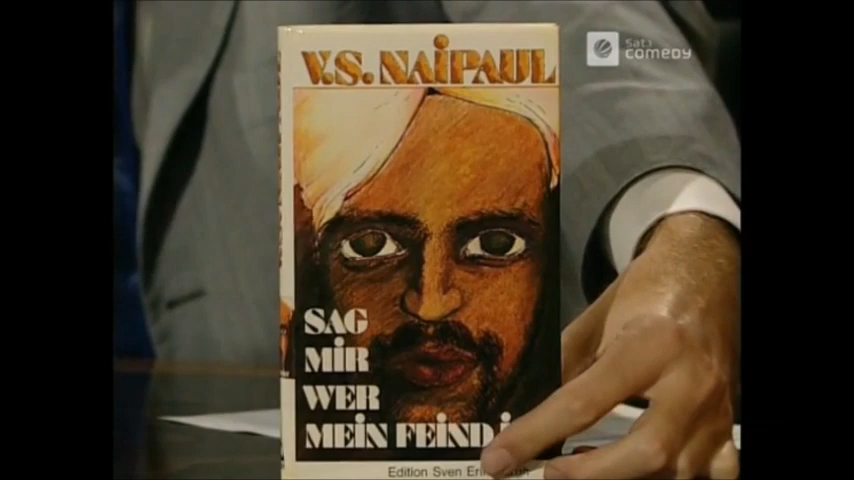 V.S. NAIPAUL
Sat.1
COMEDY
SAG
MIR
WER
MEIN FEIND
Edition Sven